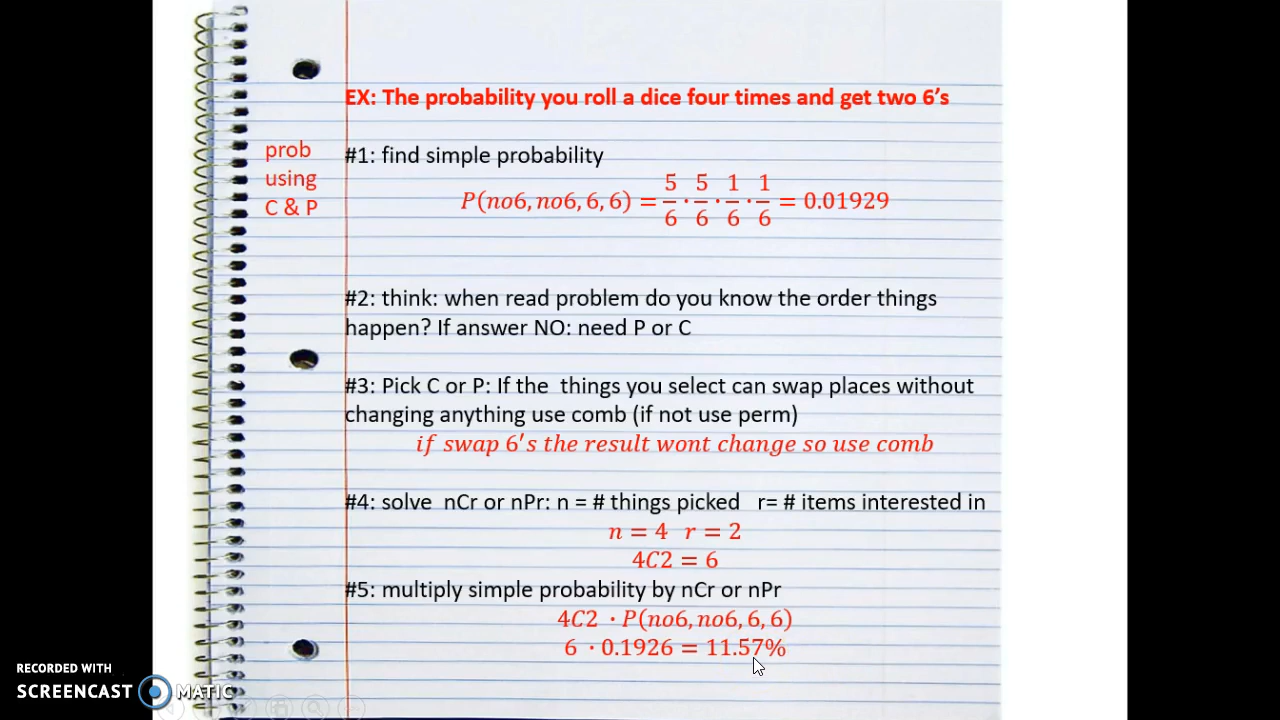 EX: The probability you roll a dice four times and get two 6's
prob
using
C & P
#1: find simple probability
P(no6, no6, 6, 6) = 5/6 · 5/6 · 1/6 · 1/6 = 0.01929
#2: think: when read problem do you know the order things
happen? If answer NO: need P or C
#3: Pick C or P: If the  things you select can swap places without
changing anything use comb (if not use perm)
if swap 6's the result wont change so use comb
#4: solve  nCr or nPr: n = # things picked   r= # items interested in
n = 4   r = 2
4C2 = 6
#5: multiply simple probability by nCr or nPr
4C2 · P(no6, no6, 6, 6)
6 · 0.1926 = 11.57%
RECORDED WITH
SCREENCAST MATIC